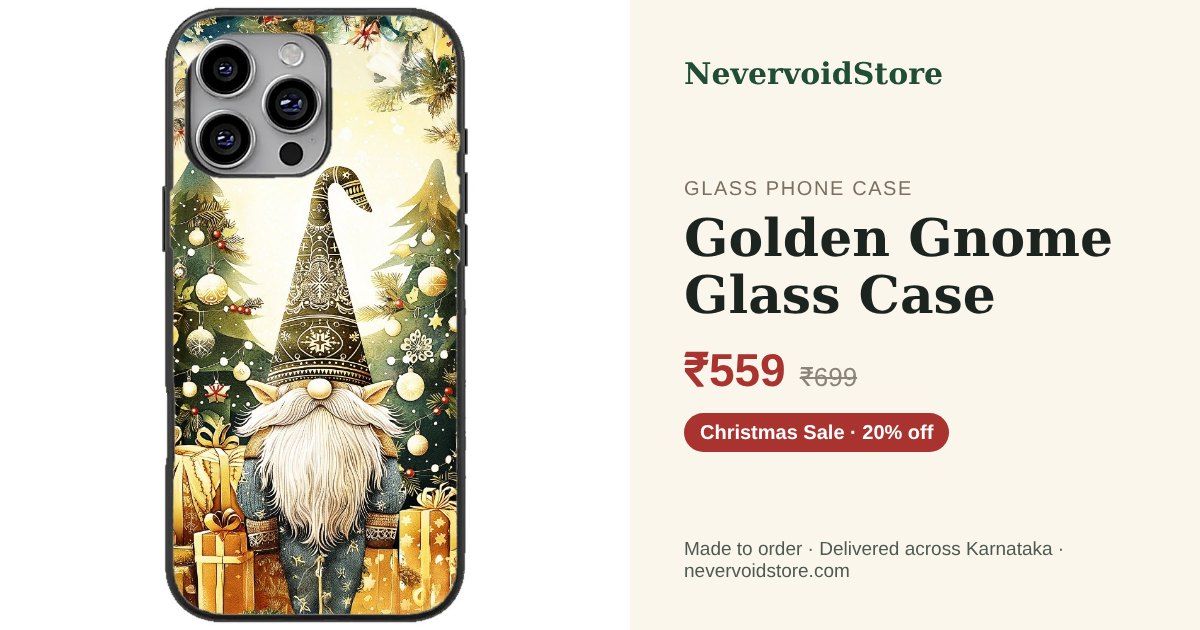 NevervoidStore
GLASS PHONE CASE
Golden Gnome
Glass Case
₹559 ₹699
Christmas Sale · 20% off
Made to order · Delivered across Karnataka ·
nevervoidstore.com